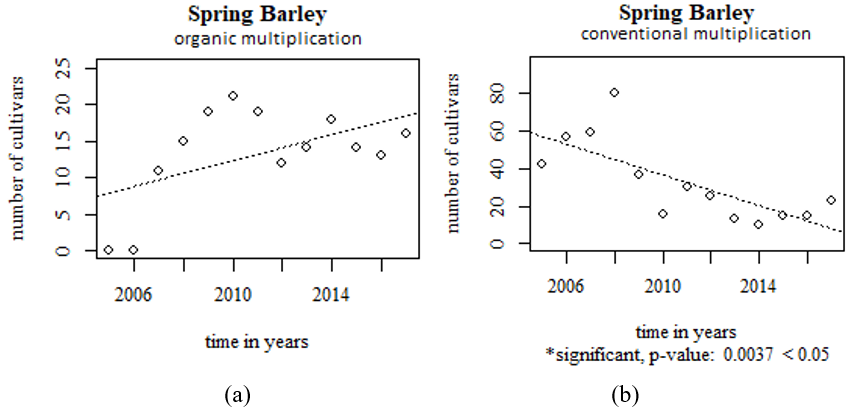 Spring Barley
organic multiplication
number of cultivars
25
20
15
10
5
0
2006 2010 2014
time in years
(a)
Spring Barley
conventional multiplication
number of cultivars
80
60
40
20
0
2006 2010 2014
time in years
*significant, p-value: 0.0037 < 0.05
(b)